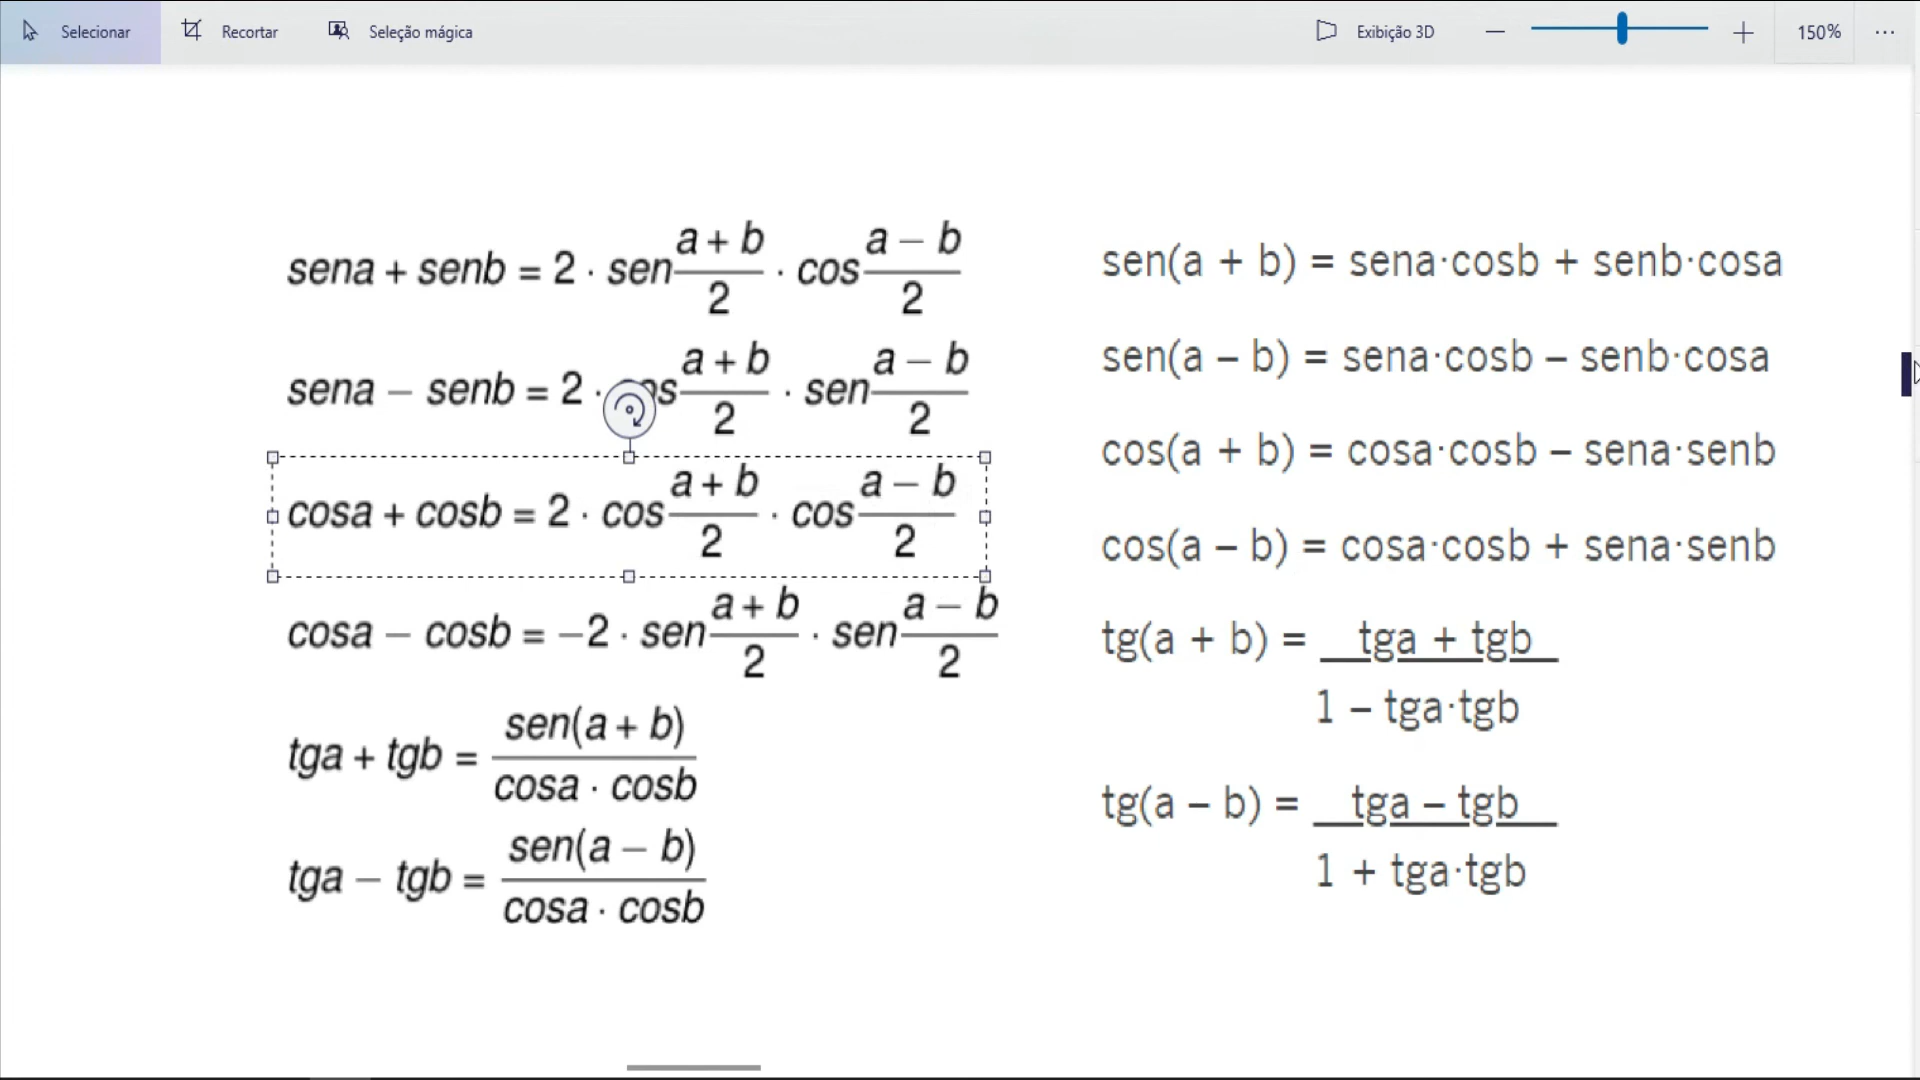 Selecionar Recortar Seleção mágica Exibição 3D 150%
sena + senb = 2 · sen (a + b)/2 · cos (a − b)/2
sena − senb = 2 · cos (a + b)/2 · sen (a − b)/2
cosa + cosb = 2 · cos (a + b)/2 · cos (a − b)/2
cosa − cosb = −2 · sen (a + b)/2 · sen (a − b)/2
tga + tgb = sen(a + b)/cosa · cosb
tga − tgb = sen(a − b)/cosa · cosb
sen(a + b) = sena·cosb + senb·cosa
sen(a − b) = sena·cosb − senb·cosa
cos(a + b) = cosa·cosb − sena·senb
cos(a − b) = cosa·cosb + sena·senb
tg(a + b) = tga + tgb
1 − tga·tgb
tg(a − b) = tga − tgb
1 + tga·tgb